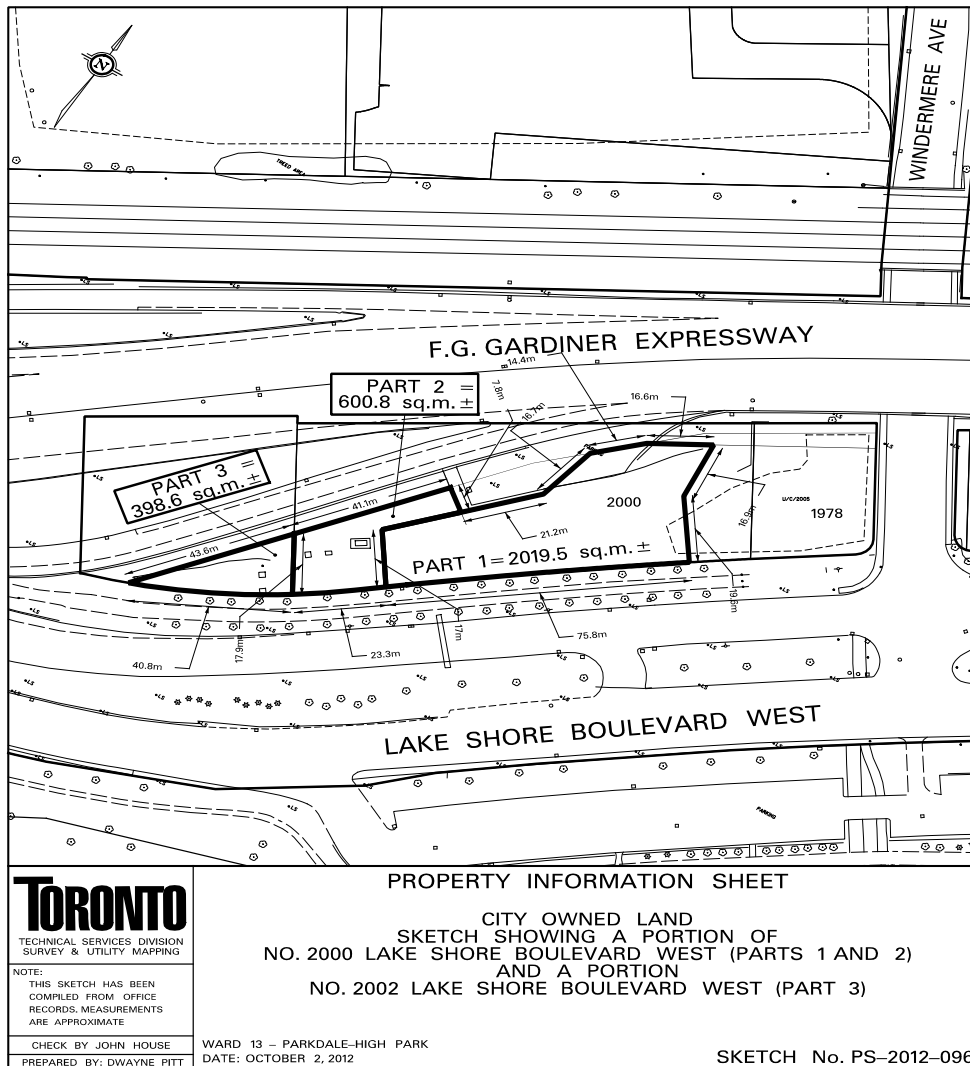 WINDERMERE AVE
N
TREED AREA
F.G. GARDINER EXPRESSWAY
14.4m
7.8m
16.7m
16.6m
PART 2 =
600.8 sq.m. ±
PART 3 =
398.6 sq.m. ±
41.1m
43.6m
2000
U/C/2005
1978
16.9m
21.2m
PART 1=2019.5 sq.m. ±
19.6m
17.9m
17m
75.8m
40.8m
23.3m
LAKE SHORE BOULEVARD WEST
PARKING
TORONTO
TECHNICAL SERVICES DIVISION
SURVEY & UTILITY MAPPING
NOTE:
THIS SKETCH HAS BEEN
COMPILED FROM OFFICE
RECORDS. MEASUREMENTS
ARE APPROXIMATE
CHECK BY JOHN HOUSE
PREPARED BY: DWAYNE PITT
PROPERTY INFORMATION SHEET
CITY OWNED LAND
SKETCH SHOWING A PORTION OF
NO. 2000 LAKE SHORE BOULEVARD WEST (PARTS 1 AND 2)
AND A PORTION
NO. 2002 LAKE SHORE BOULEVARD WEST (PART 3)
WARD 13 – PARKDALE–HIGH PARK
DATE: OCTOBER 2, 2012
SKETCH No. PS–2012–096